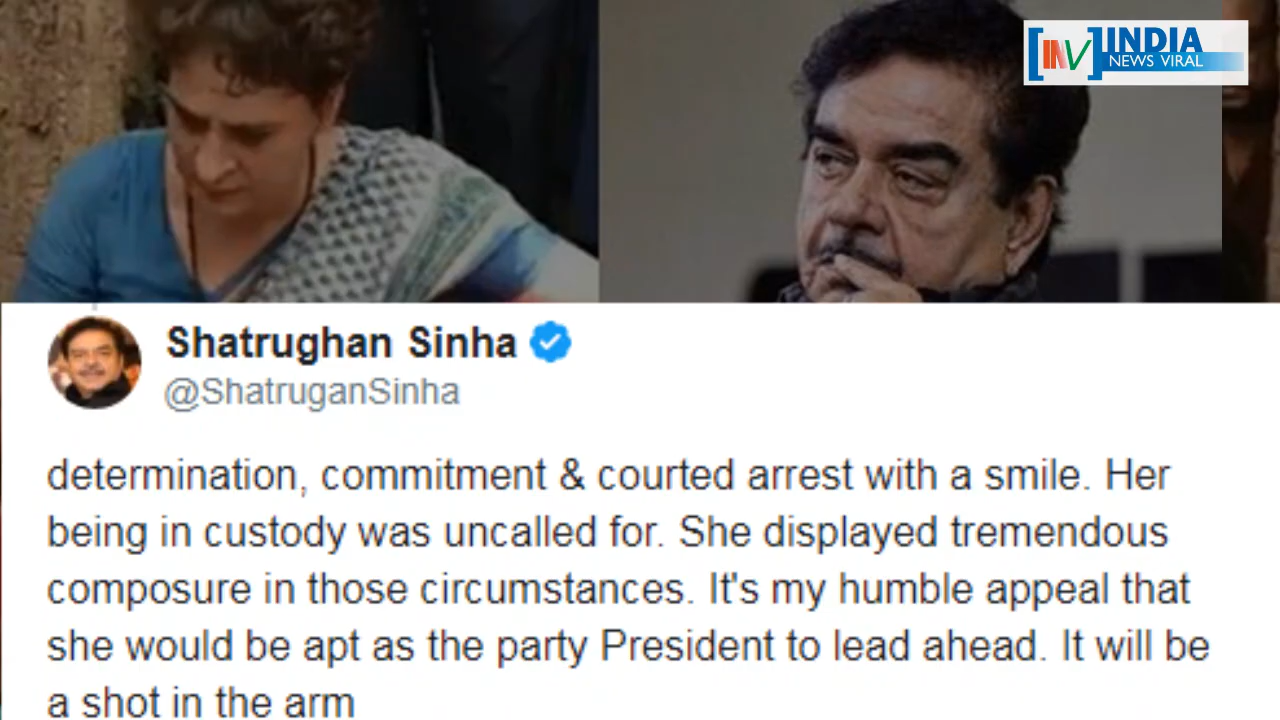 INV INDIA
NEWS VIRAL
Shatrughan Sinha
@ShatruganSinha
determination, commitment & courted arrest with a smile. Her
being in custody was uncalled for. She displayed tremendous
composure in those circumstances. It's my humble appeal that
she would be apt as the party President to lead ahead. It will be
a shot in the arm